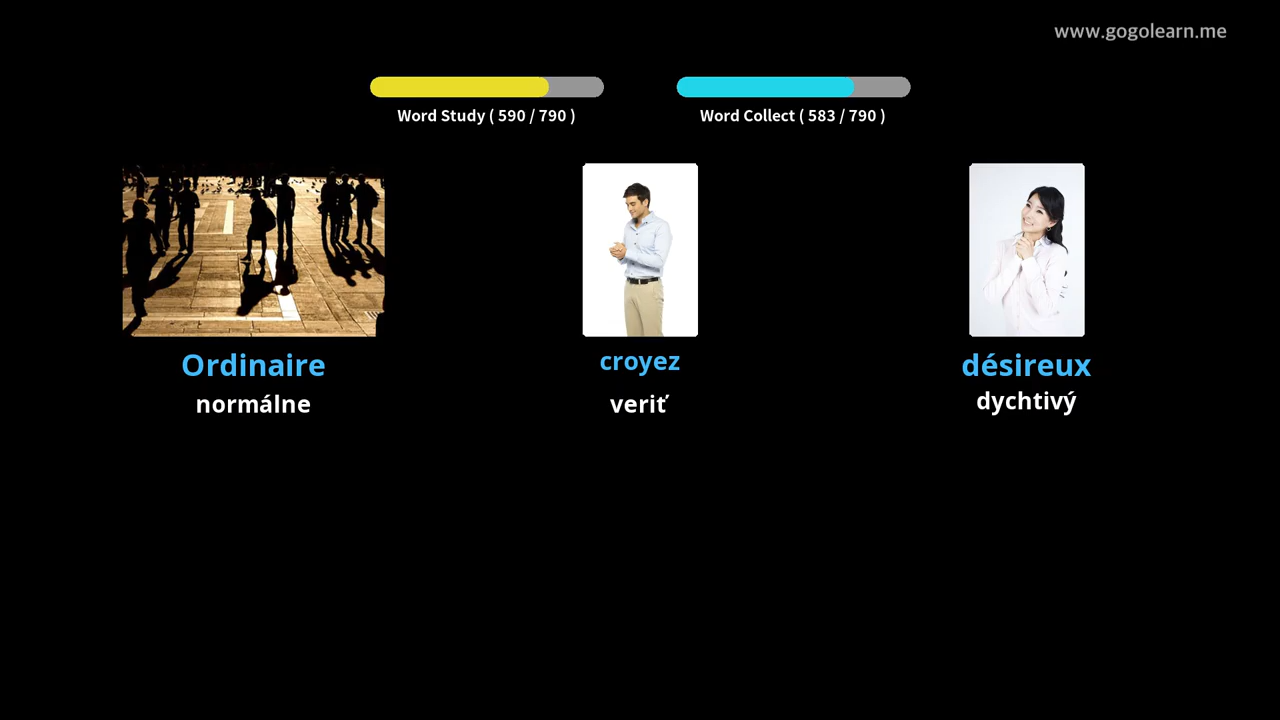 www.gogolearn.me
Word Study ( 590 / 790 )
Word Collect ( 583 / 790 )
Ordinaire
normálne
croyez
veriť
désireux
dychtivý